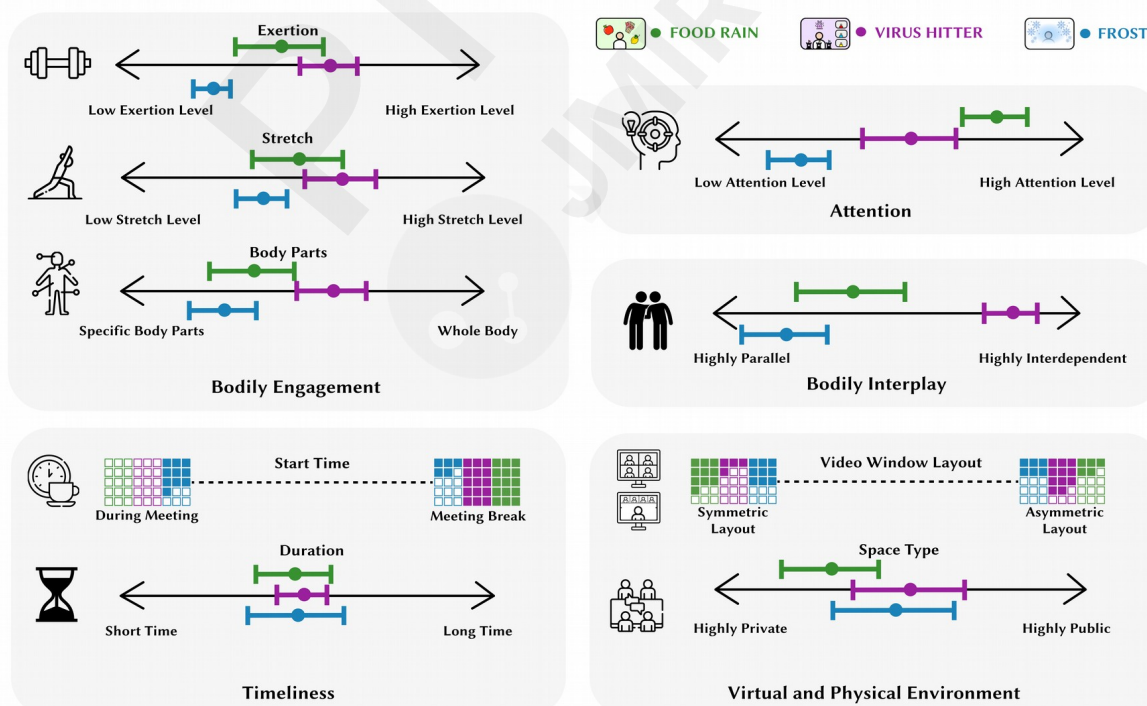 Exertion
Low Exertion Level
High Exertion Level
Stretch
Low Stretch Level
High Stretch Level
Body Parts
Specific Body Parts
Whole Body
Bodily Engagement
FOOD RAIN
VIRUS HITTER
FROST
Low Attention Level
High Attention Level
Attention
Highly Parallel
Highly Interdependent
Bodily Interplay
Start Time
During Meeting
Meeting Break
Duration
Short Time
Long Time
Timeliness
Video Window Layout
Symmetric
Layout
Asymmetric
Layout
Space Type
Highly Private
Highly Public
Virtual and Physical Environment
JMIR